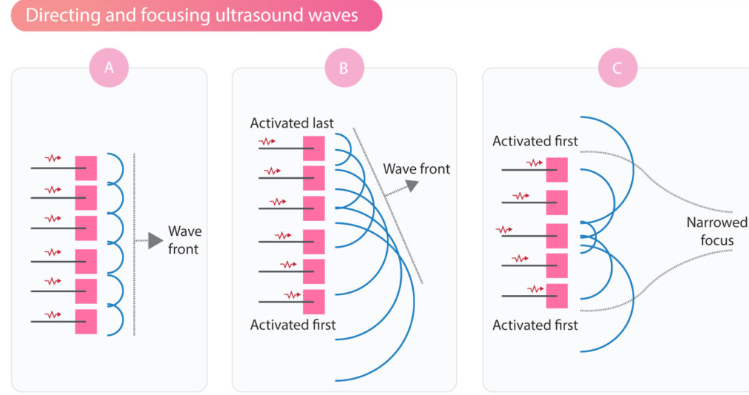 Directing and focusing ultrasound waves
A
B
C
Wave
front
Activated last
Wave front
Activated first
Activated first
Narrowed
focus
Activated first